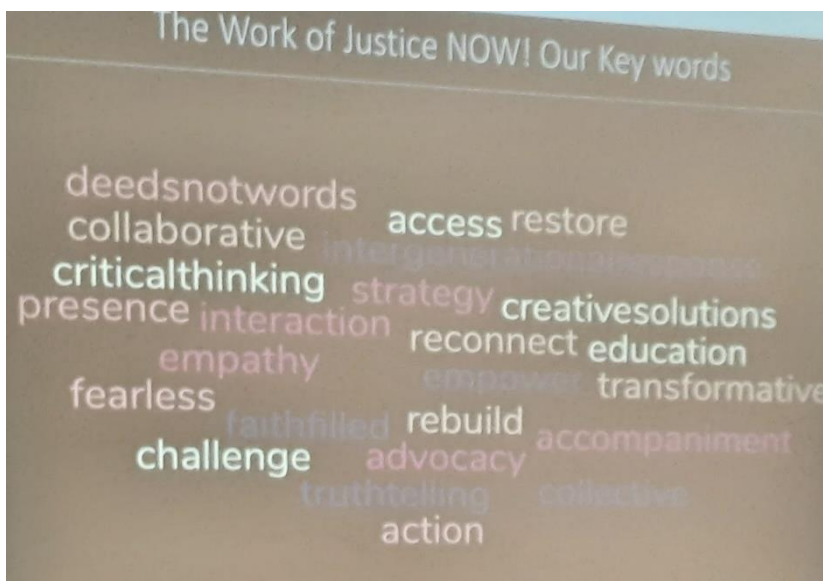 The Work of Justice NOW! Our Key words
deedsnotwords
access restore
collaborative
intergenerationalresponse
criticalthinking
strategy creativesolutions
presence interaction
reconnect education
empathy
empower transformative
fearless
faithfilled rebuild
accompaniment
challenge advocacy
truthtelling collective
action